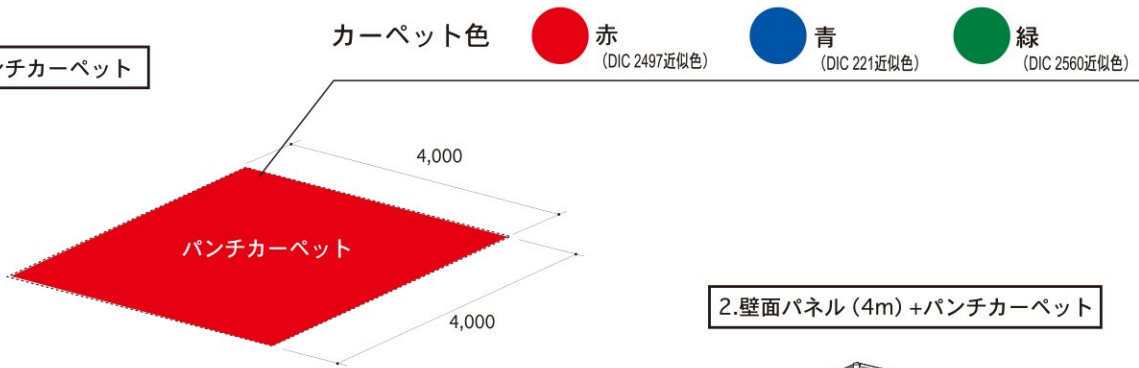 カーペット色
赤
(DIC 2497近似色)
青
(DIC 221近似色)
緑
(DIC 2560近似色)
ンチカーペット
4,000
パンチカーペット
4,000
2.壁面パネル (4m) +パンチカーペット